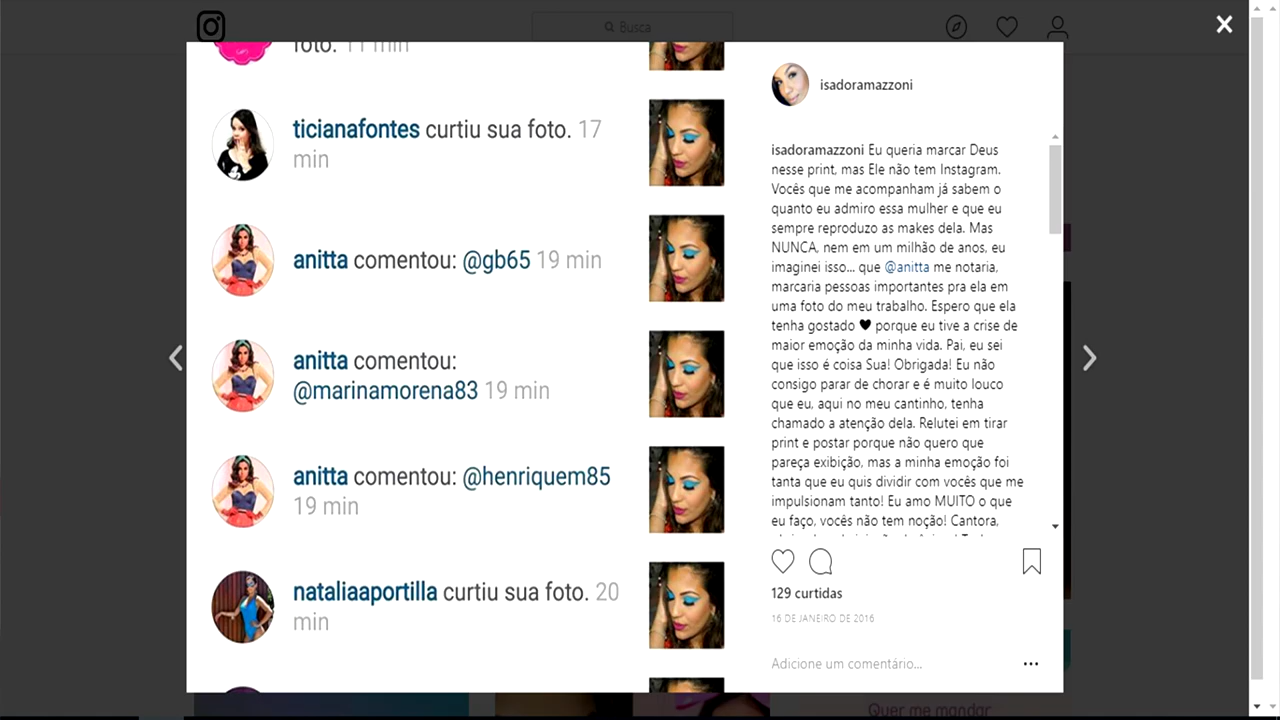 Busca
foto. 11 min
ticianafontes curtiu sua foto. 17
min
anitta comentou: @gb65 19 min
anitta comentou:
@marinamorena83 19 min
anitta comentou: @henriquem85
19 min
nataliaaportilla curtiu sua foto. 20
min
isadoramazzoni
isadoramazzoni Eu queria marcar Deus
nesse print, mas Ele não tem Instagram.
Vocês que me acompanham já sabem o
quanto eu admiro essa mulher e que eu
sempre reproduzo as makes dela. Mas
NUNCA, nem em um milhão de anos, eu
imaginei isso... que @anitta me notaria,
marcaria pessoas importantes pra ela em
uma foto do meu trabalho. Espero que ela
tenha gostado ♥ porque eu tive a crise de
maior emoção da minha vida. Pai, eu sei
que isso é coisa Sua! Obrigada! Eu não
consigo parar de chorar e é muito louco
que eu, aqui no meu cantinho, tenha
chamado a atenção dela. Relutei em tirar
print e postar porque não quero que
pareça exibição, mas a minha emoção foi
tanta que eu quis dividir com vocês que me
impulsionam tanto! Eu amo MUITO o que
eu faço, vocês não tem noção! Cantora,
129 curtidas
16 DE JANEIRO DE 2016
Adicione um comentário...
Quer me mandar